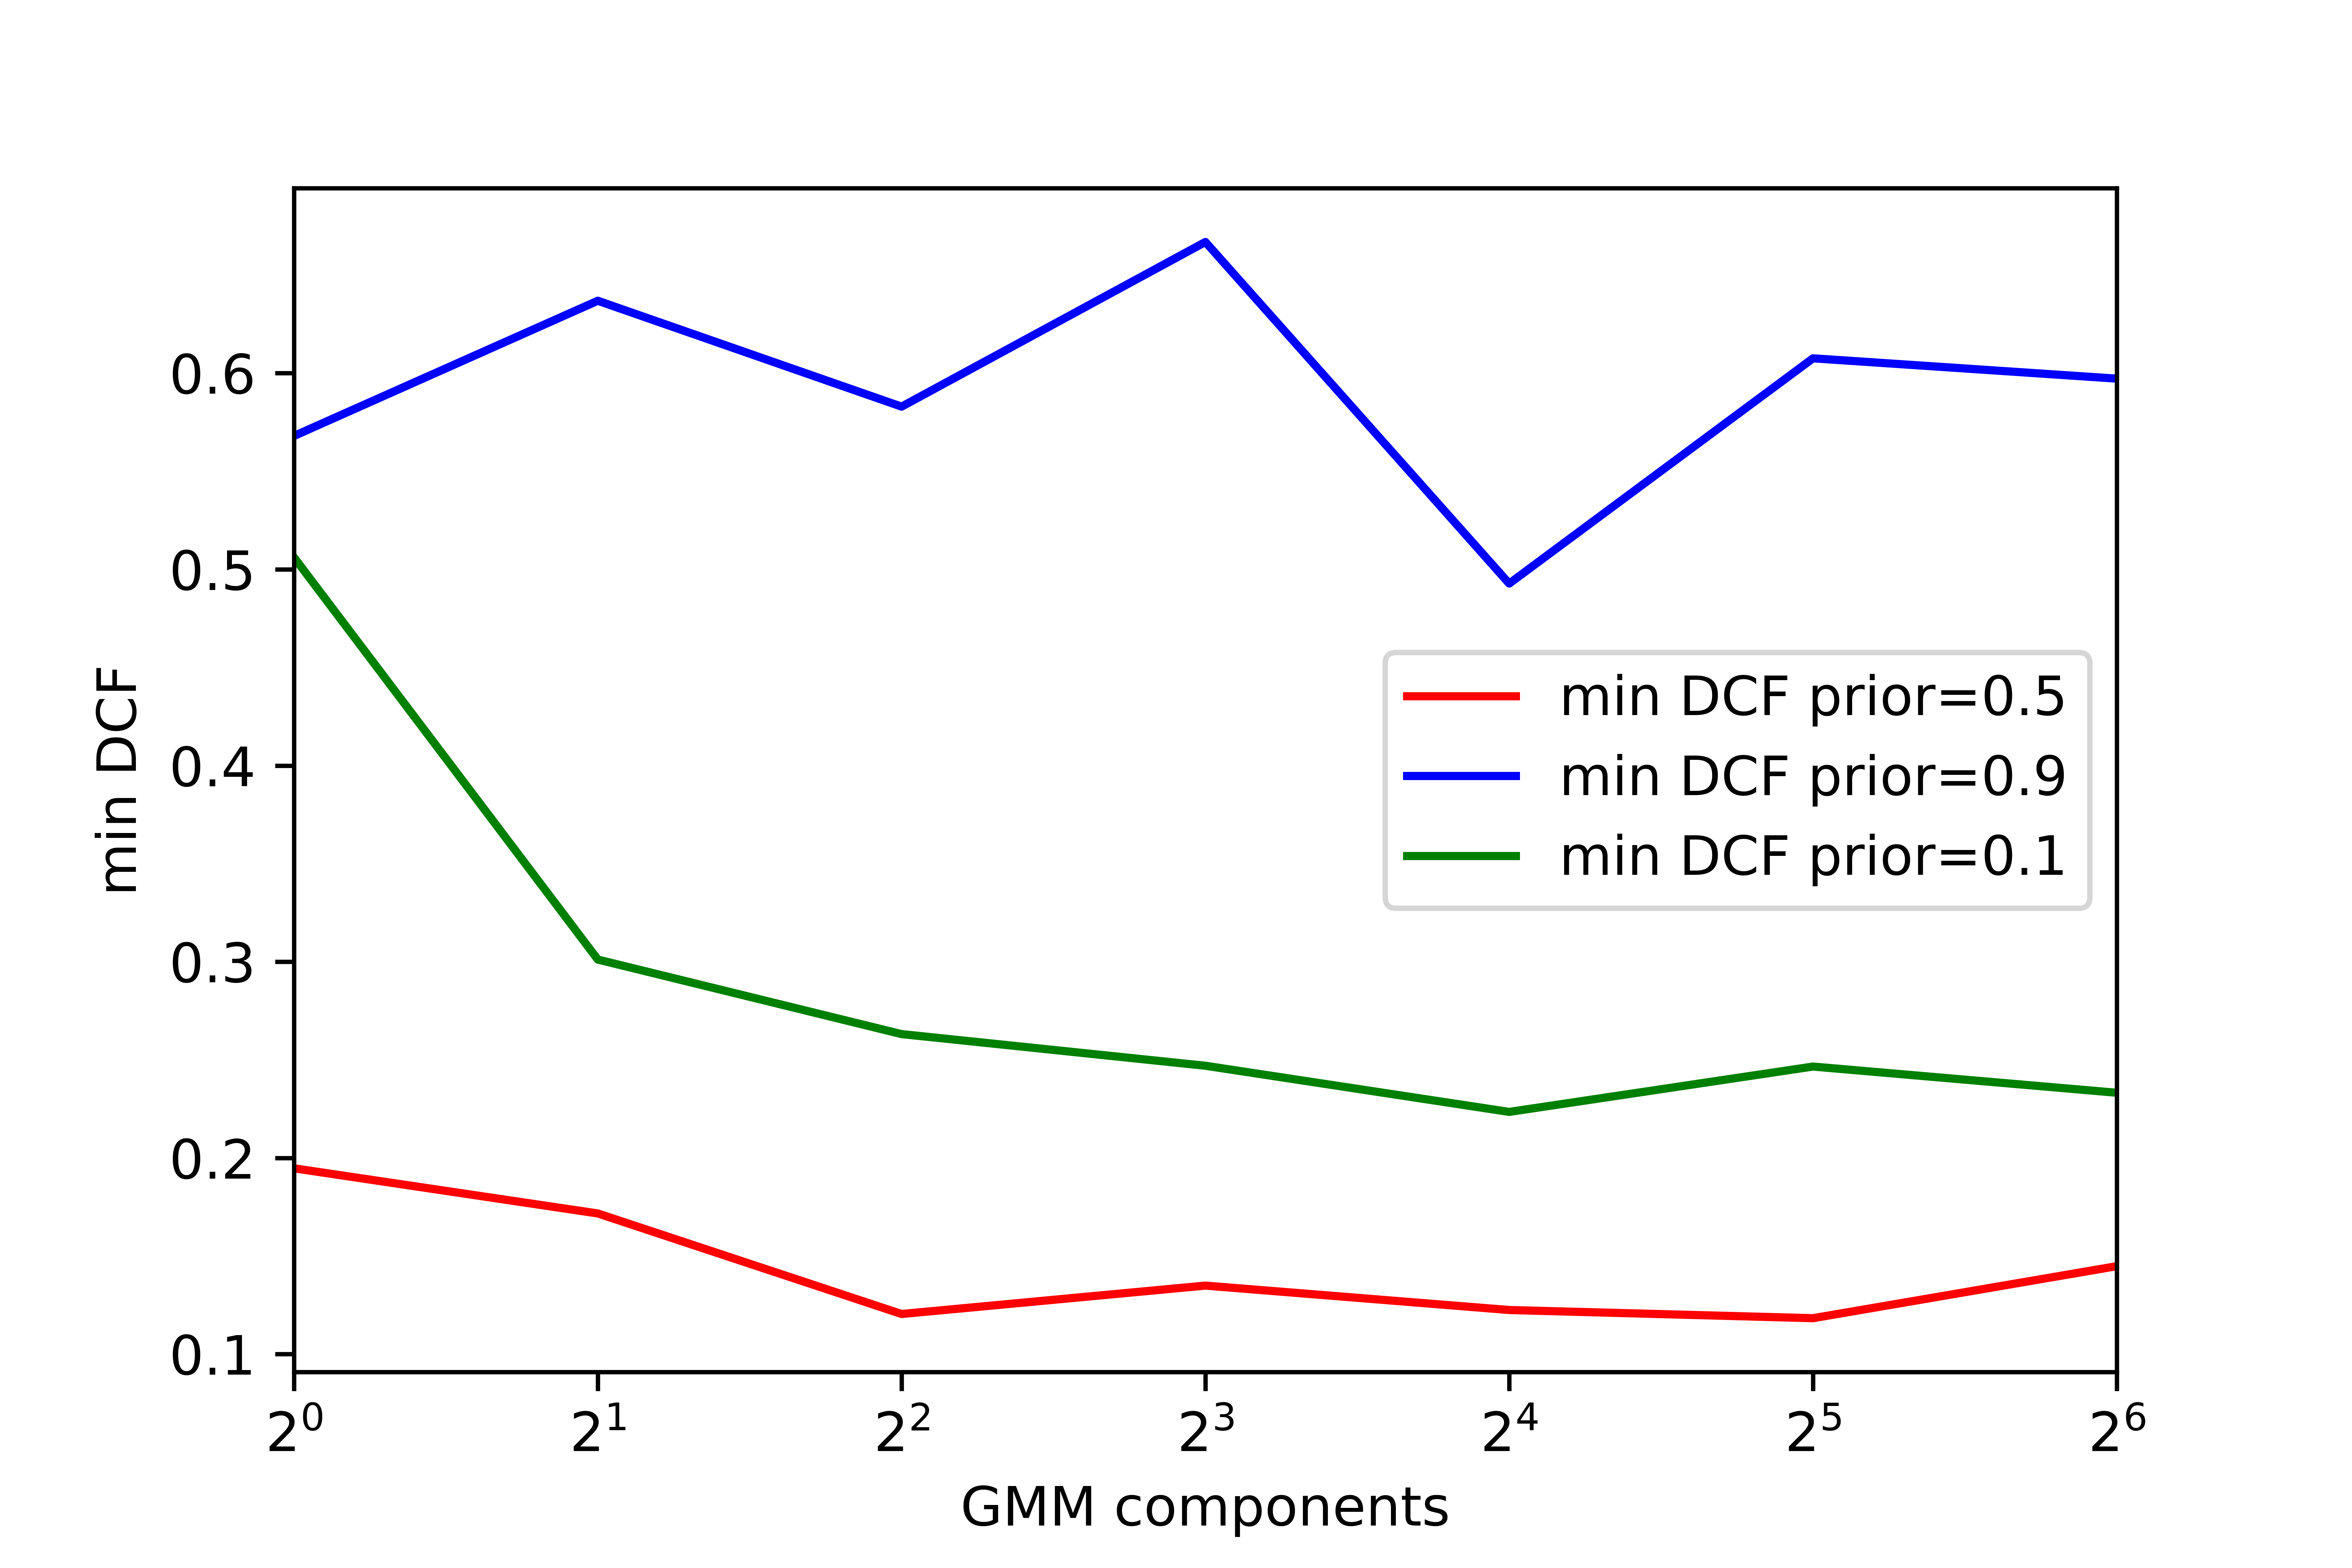 0.6
0.5
0.4
0.3
0.2
0.1
min DCF
min DCF prior=0.5
min DCF prior=0.9
min DCF prior=0.1
2⁰ 2¹ 2² 2³ 2⁴ 2⁵ 2⁶
GMM components